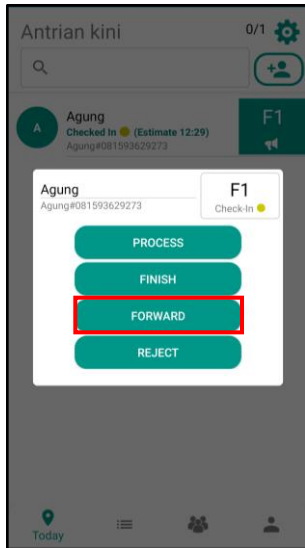 Antrian kini 0/1
A
Agung
Checked In (Estimate 12:29)
Agung#081593629273
F1
Agung
Agung#081593629273
F1
Check-In
PROCESS
FINISH
FORWARD
REJECT
Today